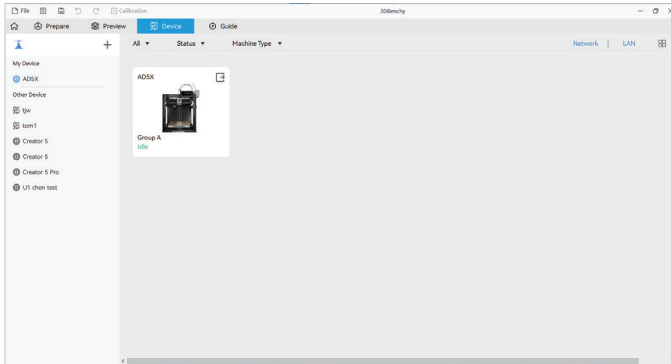 File Calibration 3DBenchy
Prepare Preview Device Guide
All Status Machine Type Network LAN
My Device
AD5X
Other Device
tjw
tom1
Creator 5
Creator 5
Creator 5 Pro
U1 chen test
AD5X
Group A
Idle